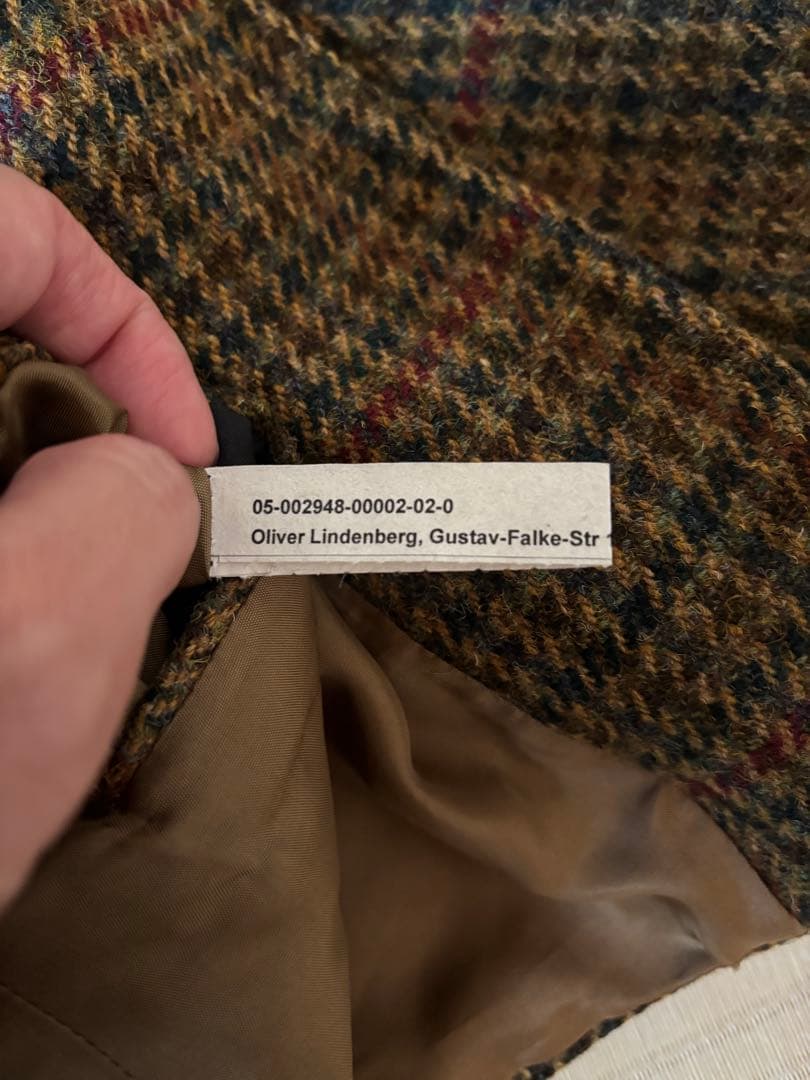 05-002948-00002-02-0
Oliver Lindenberg, Gustav-Falke-Str